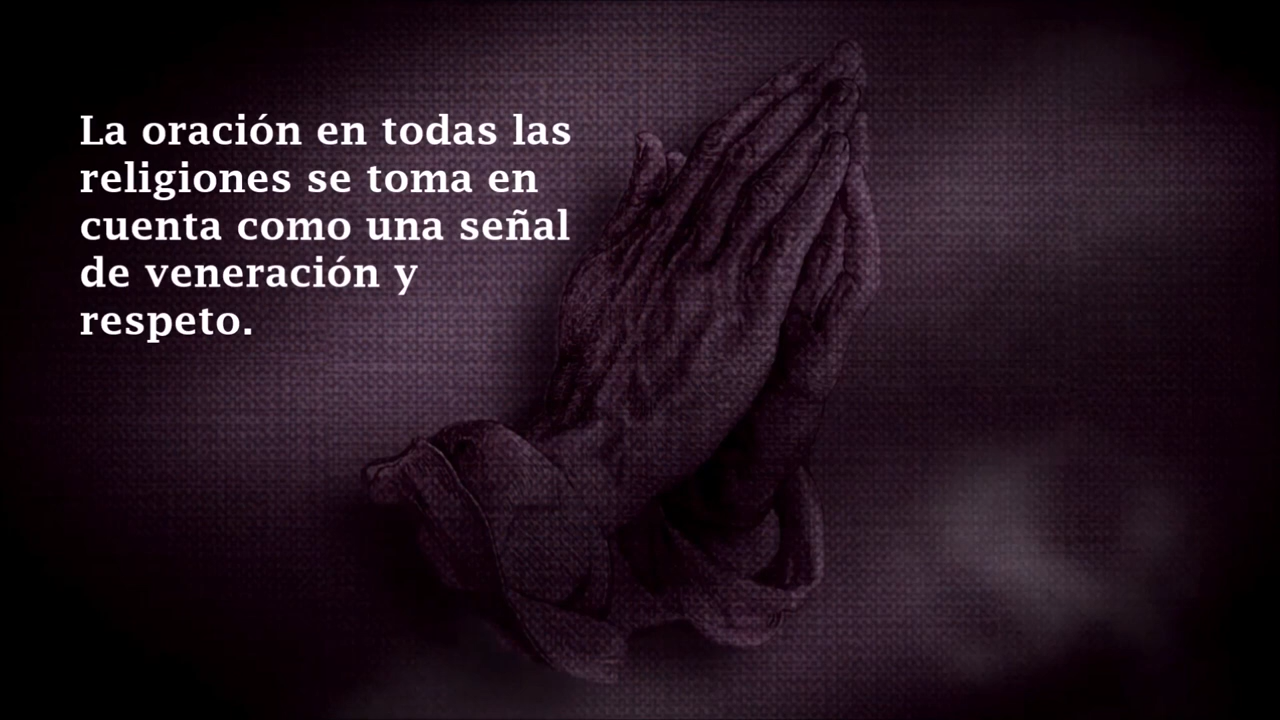 La oración en todas las
religiones se toma en
cuenta como una señal
de veneración y
respeto.